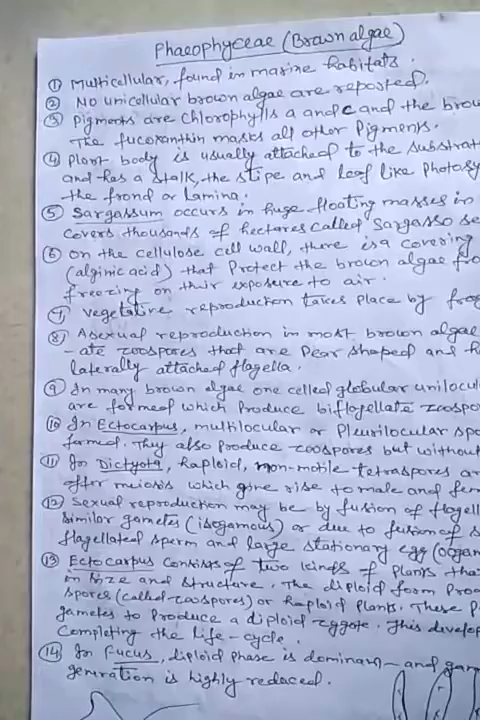 Phaeophyceae (Brown algae)
① Multicellular, found in marine habitats.
② No unicellular brown algae are reported.
③ Pigments are Chlorophylls a and c and the brow
The fucoxanthin masks all other Pigments.
④ Plant body is usually attached to the substrat
and has a stalk, the stipe and leaf like Photosy
the frond or lamina.
⑤ Sargassum occurs in huge floating masses in
covers thousands of hectares called Sargasso se
⑥ on the cellulose cell wall, there is a covering
(alginic acid) that Protect the brown algae fro
freezing on their exposure to air.
⑦ Vegetative reproduction takes place by frag
⑧ Asexual reproduction in most brown algae
-ate zoospores that are Pear shaped and h
laterally attached flagella.
⑨ In many brown algae one celled globular unilocul
are formed which produce biflagellate zoospo
⑩ In Ectocarpus, multilocular or Pleurilocular spo
formed. They also produce zoospores but without
⑪ In Dictyota, haploid, non-motile tetraspores ar
after meiosis which give rise to male and fem
⑫ Sexual reproduction may be by fusion of flagell
similar gametes (isogamous) or due to fusion of s
flagellated sperm and large stationary egg (oogam
⑬ Ectocarpus consists of two kinds of plants tha
in size and structure. The diploid form Proc
spores (called zoospores) or haploid plants. These P
gametes to produce a diploid zygote. This develop
Completing the life-cycle.
⑭ In Fucus, diploid phase is dominant and gam
generation is highly reduced.